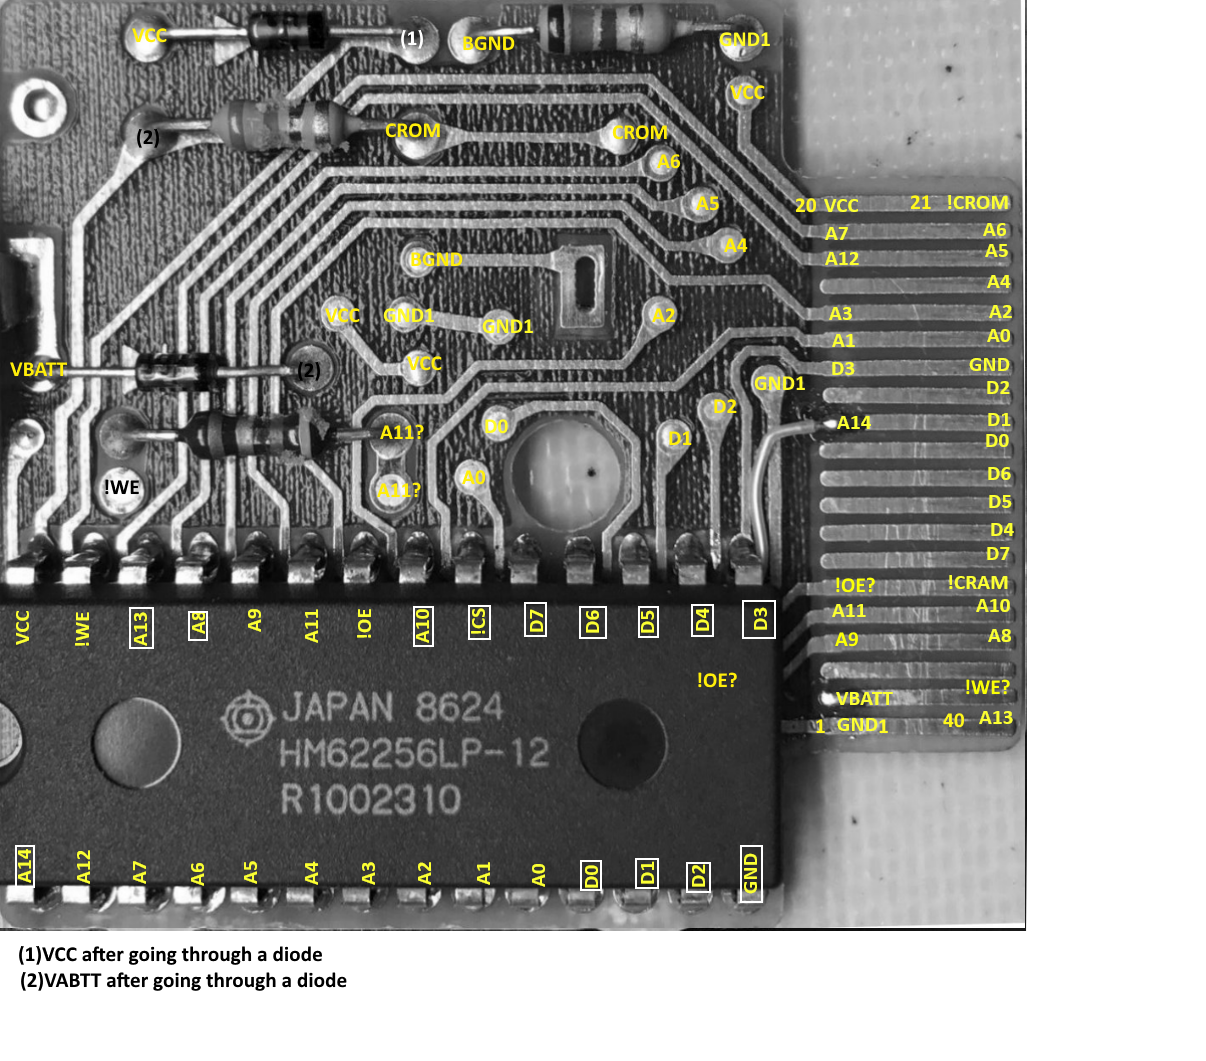 VCC
(1)
BGND
GND1
VCC
(2)
CROM
CROM
A6
A5
A4
BGND
VCC
GND1
GND1
A2
VCC
VBATT
(2)
GND1
D2
D0
D1
A11?
A0
A11?
!WE
20 VCC 21 !CROM
A7 A6
A12 A5
A4
A3 A2
A1 A0
D3 GND
D2
A14 D1
D0
D6
D5
D4
D7
!OE? !CRAM
A11 A10
A9 A8
!WE?
VBATT
1 GND1 40 A13
VCC !WE A13 A8 A9 A11 !OE A10 !CS D7 D6 D5 D4 D3
!OE?
JAPAN 8624
HM62256LP-12
R1002310
A14 A12 A7 A6 A5 A4 A3 A2 A1 A0 D0 D1 D2 GND
(1)VCC after going through a diode
(2)VABTT after going through a diode